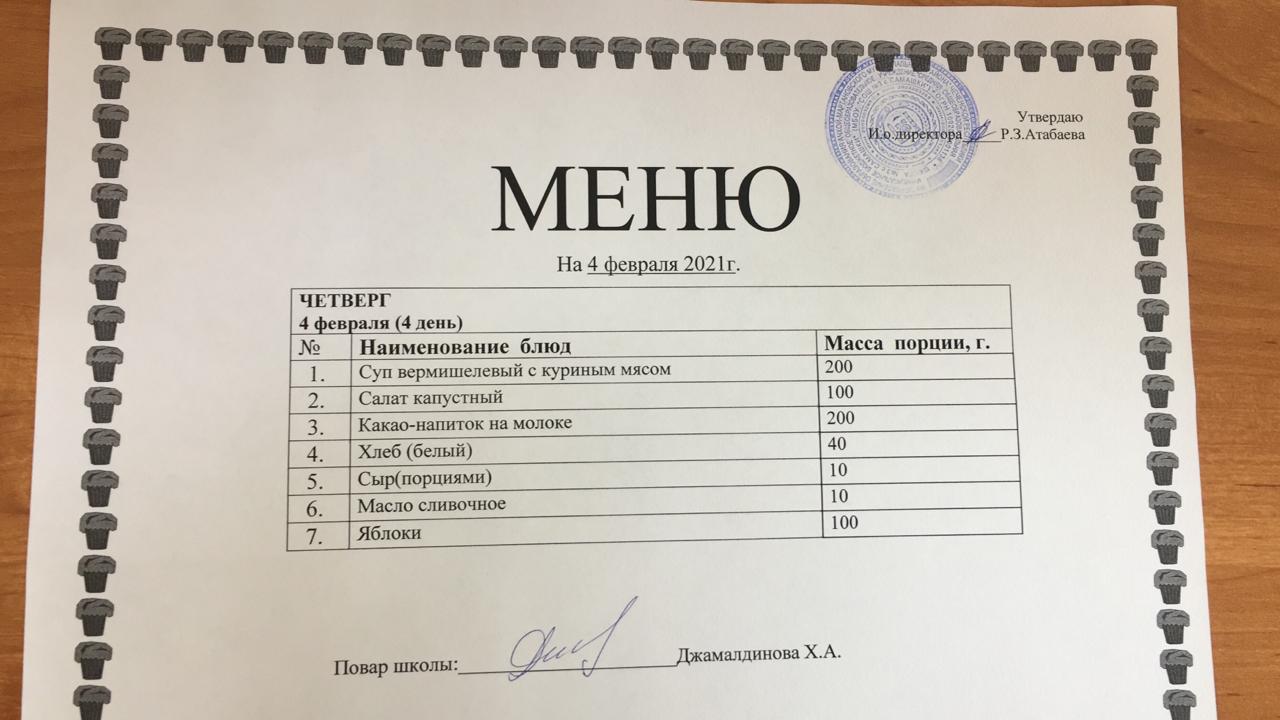 Утвердаю
И.о.директора_____Р.З.Атабаева
МЕНЮ
На 4 февраля 2021г.
ЧЕТВЕРГ
4 февраля (4 день)
№ Наименование блюд Масса порции, г.
1. Суп вермишелевый с куриным мясом 200
2. Салат капустный 100
3. Какао-напиток на молоке 200
4. Хлеб (белый) 40
5. Сыр(порциями) 10
6. Масло сливочное 10
7. Яблоки 100
Повар школы:____________________Джамалдинова Х.А.